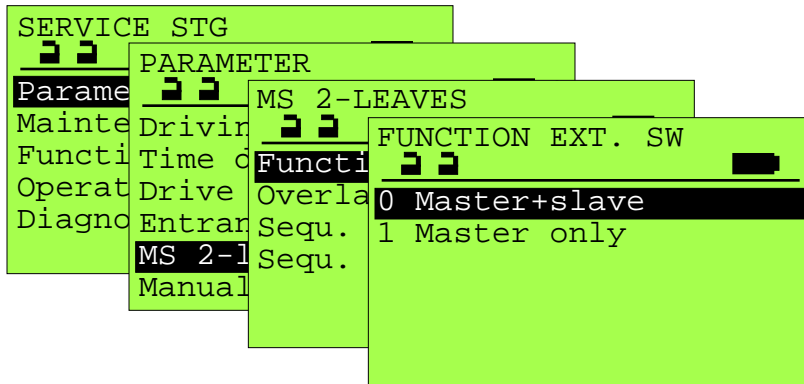 SERVICE STG
Parame
Mainte
Functi
Operat
Diagno
PARAMETER
Drivin
Time d
Drive
Entran
MS 2-l
Manual
MS 2-LEAVES
Functi
Overla
Sequ.
Sequ.
FUNCTION EXT. SW
0 Master+slave
1 Master only